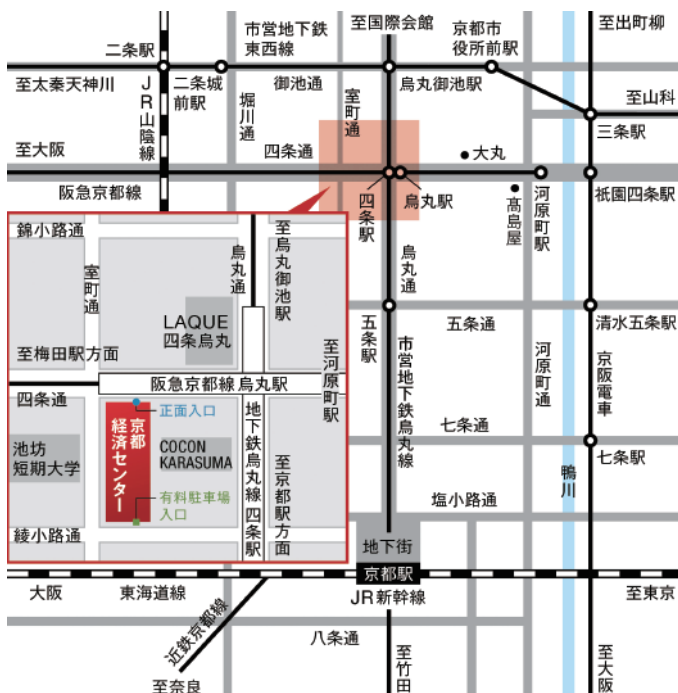 二条駅
市営地下鉄
東西線
至国際会館
京都市
役所前駅
至出町柳
至太秦天神川
JR山陰線
二条城
前駅
堀川通
御池通
室町通
烏丸御池駅
至山科
三条駅
至大阪
四条通
大丸
阪急京都線
四条駅
烏丸駅
髙島屋
河原町駅
祇園四条駅
烏丸通
五条駅
五条通
清水五条駅
市営地下鉄烏丸線
河原町通
京阪電車
七条通
七条駅
鴨川
塩小路通
地下街
京都駅
大阪
東海道線
JR新幹線
至東京
近鉄京都線
八条通
至奈良
至竹田
至大阪
錦小路通
室町通
烏丸通
至烏丸御池駅
LAQUE
四条烏丸
至梅田駅方面
至河原町駅
阪急京都線 烏丸駅
四条通
正面入口
京都
経済センター
池坊
短期大学
COCON
KARASUMA
地下鉄烏丸線 四条駅
至京都駅方面
有料駐車場
入口
綾小路通